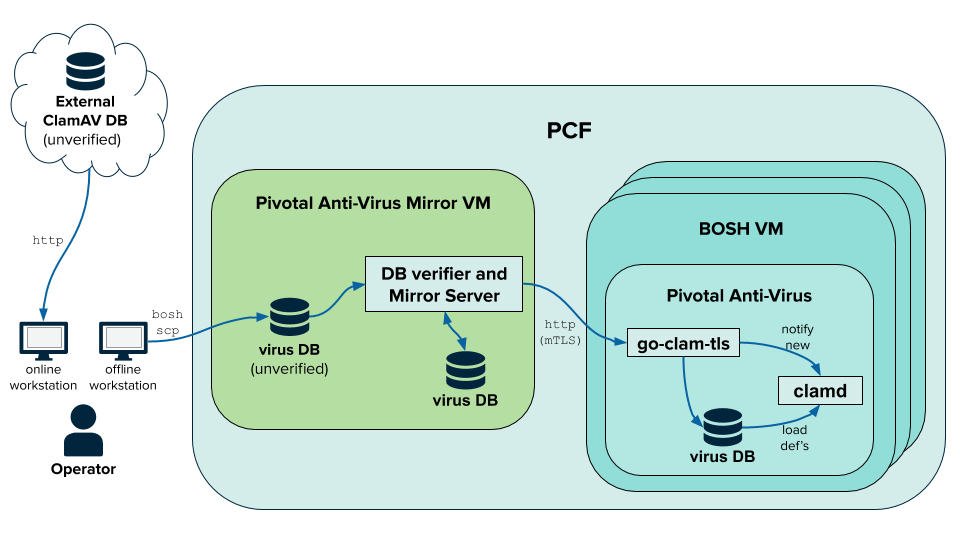 External
ClamAV DB
(unverified)
http
online
workstation
offline
workstation
Operator
bosh
scp
PCF
Pivotal Anti-Virus Mirror VM
DB verifier and
Mirror Server
virus DB
(unverified)
virus DB
http
(mTLS)
BOSH VM
Pivotal Anti-Virus
go-clam-tls
notify
new
clamd
virus DB
load
def's